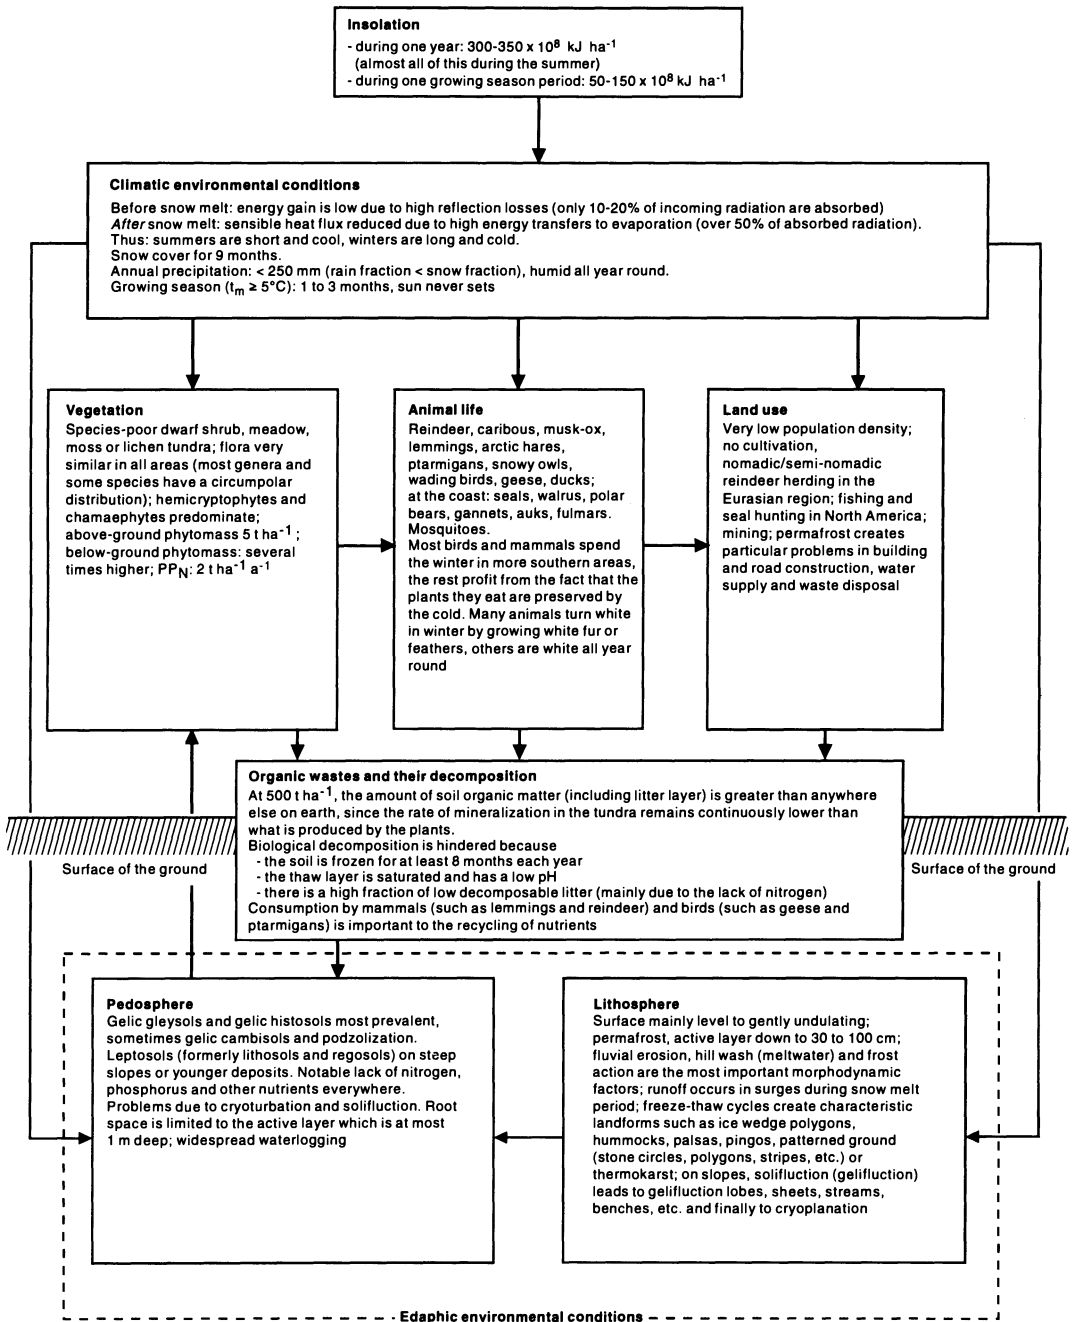 Insolation
- during one year: 300-350 x 10⁸ kJ ha⁻¹
(almost all of this during the summer)
- during one growing season period: 50-150 x 10⁸ kJ ha⁻¹
Climatic environmental conditions
Before snow melt: energy gain is low due to high reflection losses (only 10-20% of incoming radiation are absorbed)
After snow melt: sensible heat flux reduced due to high energy transfers to evaporation (over 50% of absorbed radiation).
Thus: summers are short and cool, winters are long and cold.
Snow cover for 9 months.
Annual precipitation: < 250 mm (rain fraction < snow fraction), humid all year round.
Growing season (tₘ ≥ 5°C): 1 to 3 months, sun never sets
Vegetation
Species-poor dwarf shrub, meadow,
moss or lichen tundra; flora very
similar in all areas (most genera and
some species have a circumpolar
distribution); hemicryptophytes and
chamaephytes predominate;
above-ground phytomass 5 t ha⁻¹ ;
below-ground phytomass: several
times higher; PP_N: 2 t ha⁻¹ a⁻¹
Animal life
Reindeer, caribous, musk-ox,
lemmings, arctic hares,
ptarmigans, snowy owls,
wading birds, geese, ducks;
at the coast: seals, walrus, polar
bears, gannets, auks, fulmars.
Mosquitoes.
Most birds and mammals spend
the winter in more southern areas,
the rest profit from the fact that the
plants they eat are preserved by
the cold. Many animals turn white
in winter by growing white fur or
feathers, others are white all year
round
Land use
Very low population density;
no cultivation,
nomadic/semi-nomadic
reindeer herding in the
Eurasian region; fishing and
seal hunting in North America;
mining; permafrost creates
particular problems in building
and road construction, water
supply and waste disposal
Organic wastes and their decomposition
At 500 t ha⁻¹, the amount of soil organic matter (including litter layer) is greater than anywhere
else on earth, since the rate of mineralization in the tundra remains continuously lower than
what is produced by the plants.
Biological decomposition is hindered because
- the soil is frozen for at least 8 months each year
- the thaw layer is saturated and has a low pH
- there is a high fraction of low decomposable litter (mainly due to the lack of nitrogen)
Consumption by mammals (such as lemmings and reindeer) and birds (such as geese and
ptarmigans) is important to the recycling of nutrients
Surface of the ground
Surface of the ground
Pedosphere
Gelic gleysols and gelic histosols most prevalent,
sometimes gelic cambisols and podzolization.
Leptosols (formerly lithosols and regosols) on steep
slopes or younger deposits. Notable lack of nitrogen,
phosphorus and other nutrients everywhere.
Problems due to cryoturbation and solifluction. Root
space is limited to the active layer which is at most
1 m deep; widespread waterlogging
Lithosphere
Surface mainly level to gently undulating;
permafrost, active layer down to 30 to 100 cm;
fluvial erosion, hill wash (meltwater) and frost
action are the most important morphodynamic
factors; runoff occurs in surges during snow melt
period; freeze-thaw cycles create characteristic
landforms such as ice wedge polygons,
hummocks, palsas, pingos, patterned ground
(stone circles, polygons, stripes, etc.) or
thermokarst; on slopes, solifluction (gelifluction)
leads to gelifluction lobes, sheets, streams,
benches, etc. and finally to cryoplanation
Edaphic environmental conditions